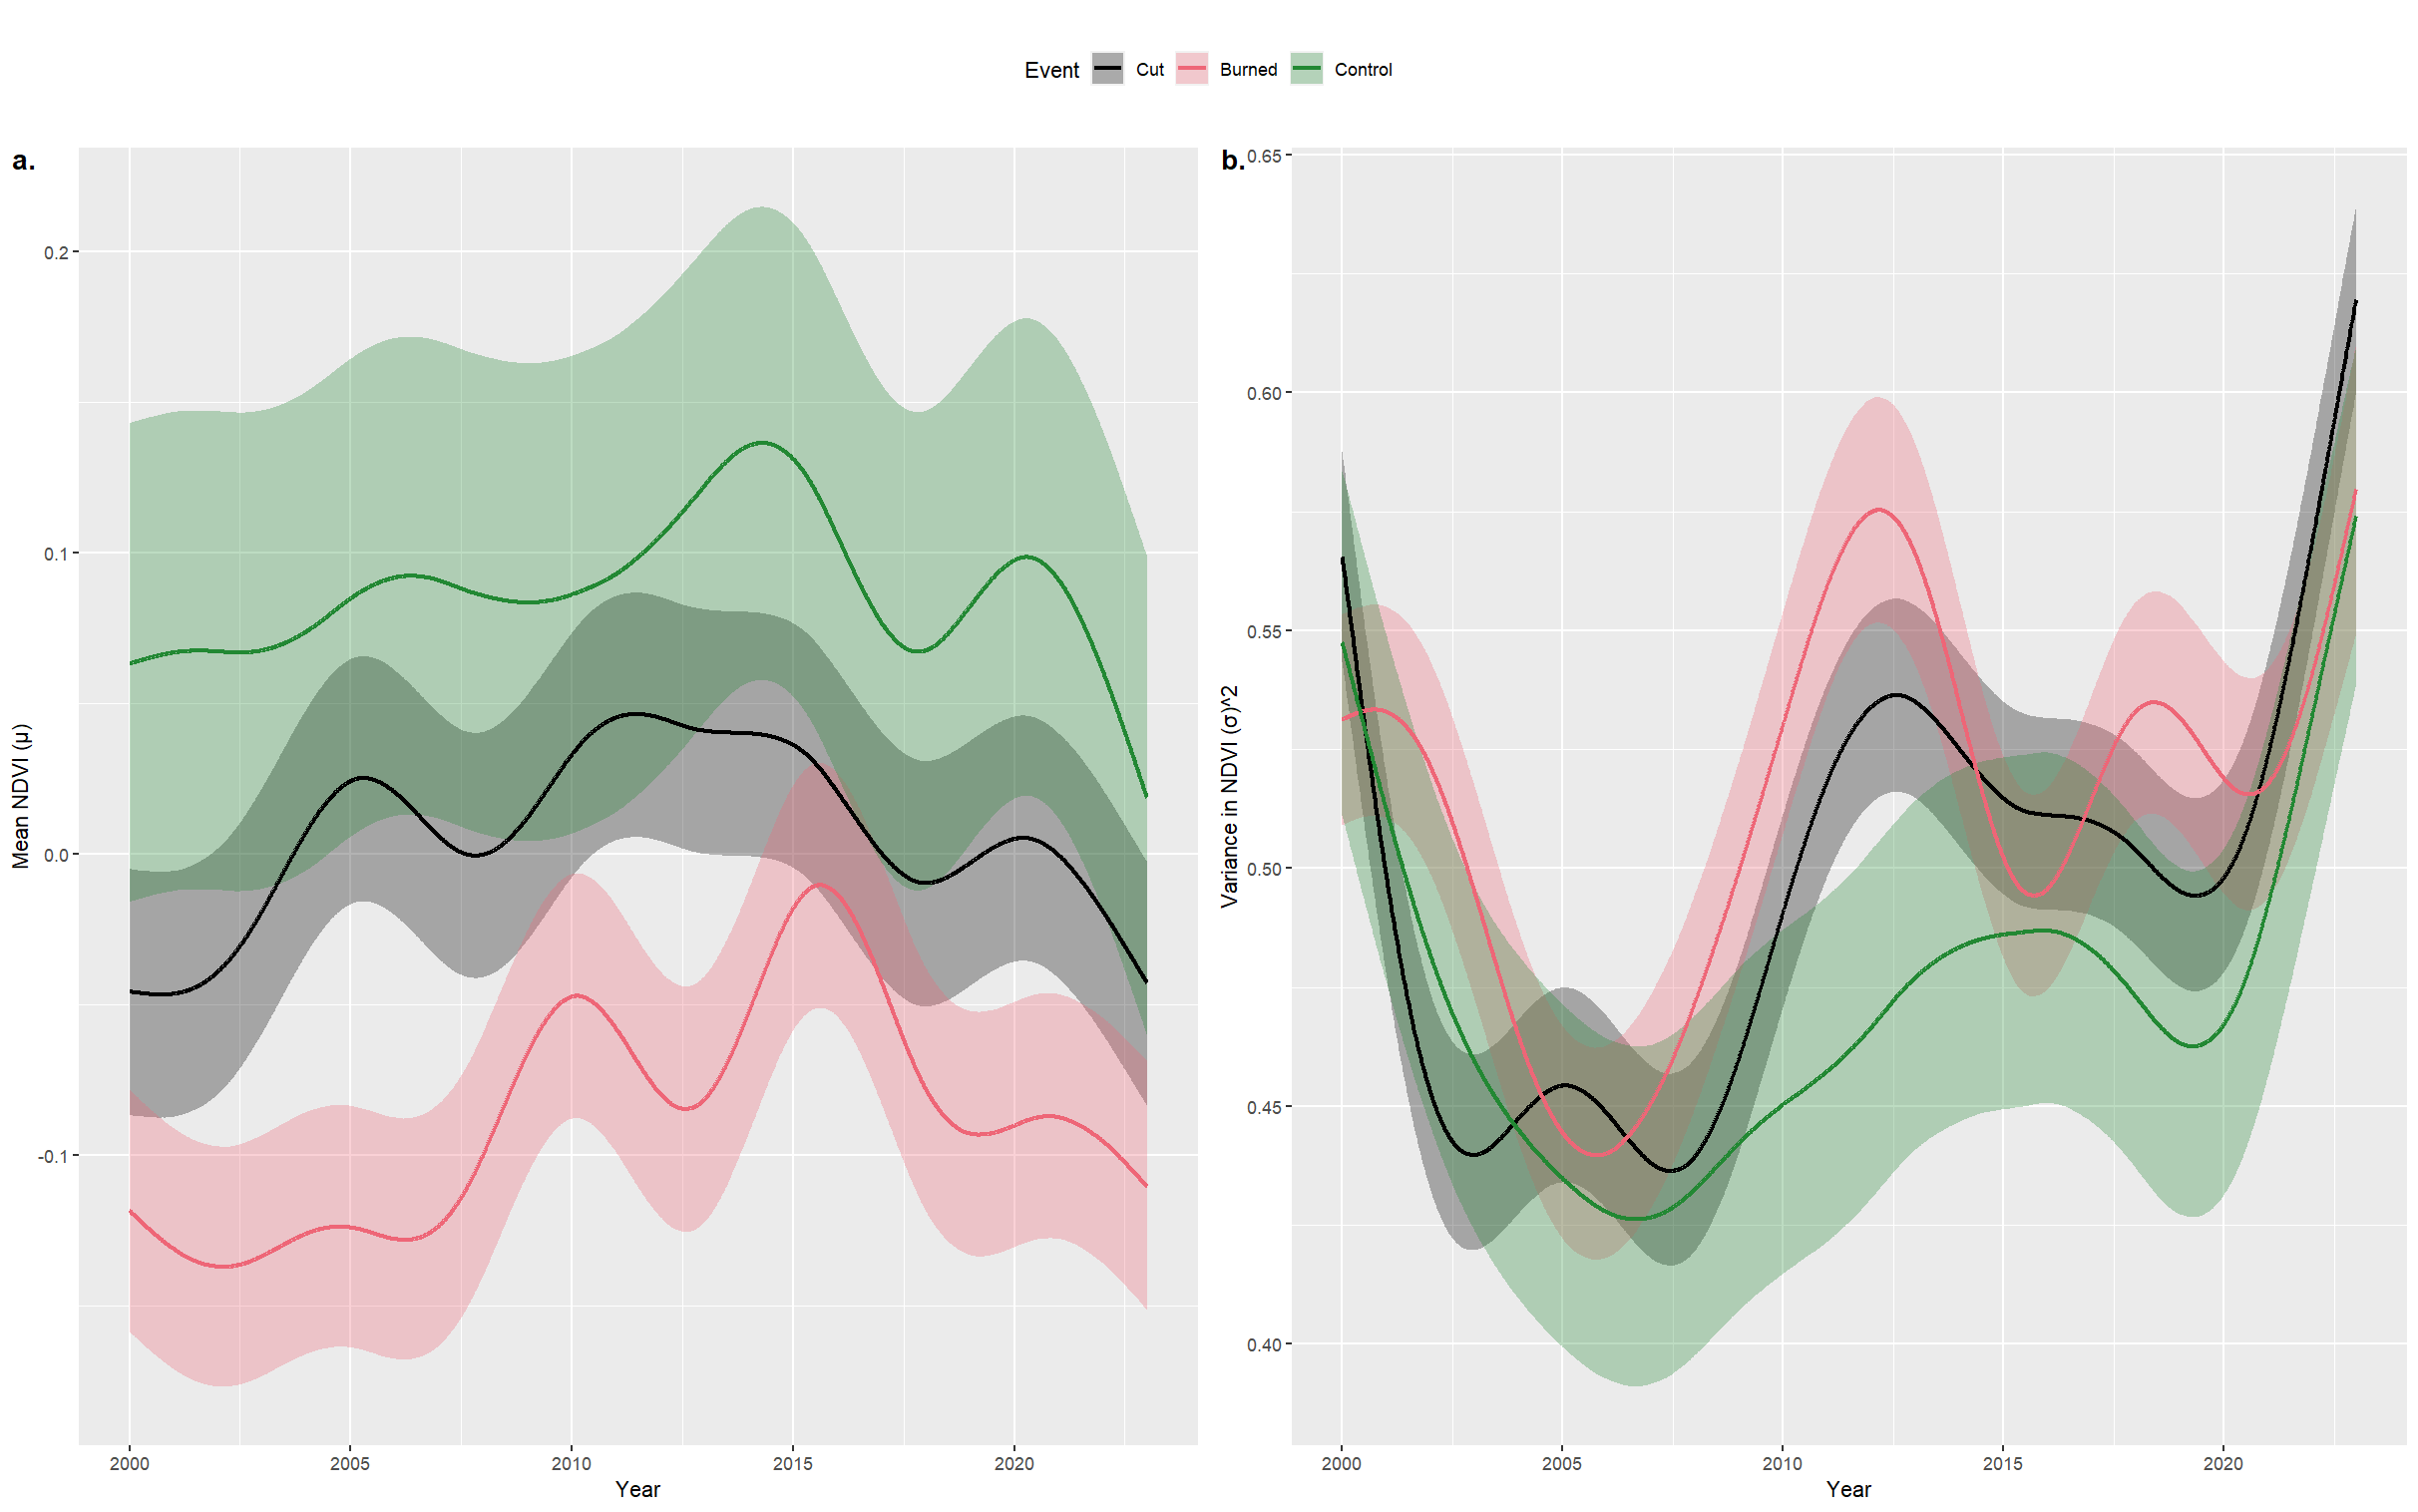 Event Cut Burned Control
a.
0.2
0.1
0.0
-0.1
Mean NDVI (μ)
2000 2005 2010 2015 2020
Year
b.
0.65
0.60
0.55
0.50
0.45
0.40
Variance in NDVI (σ)^2
2000 2005 2010 2015 2020
Year